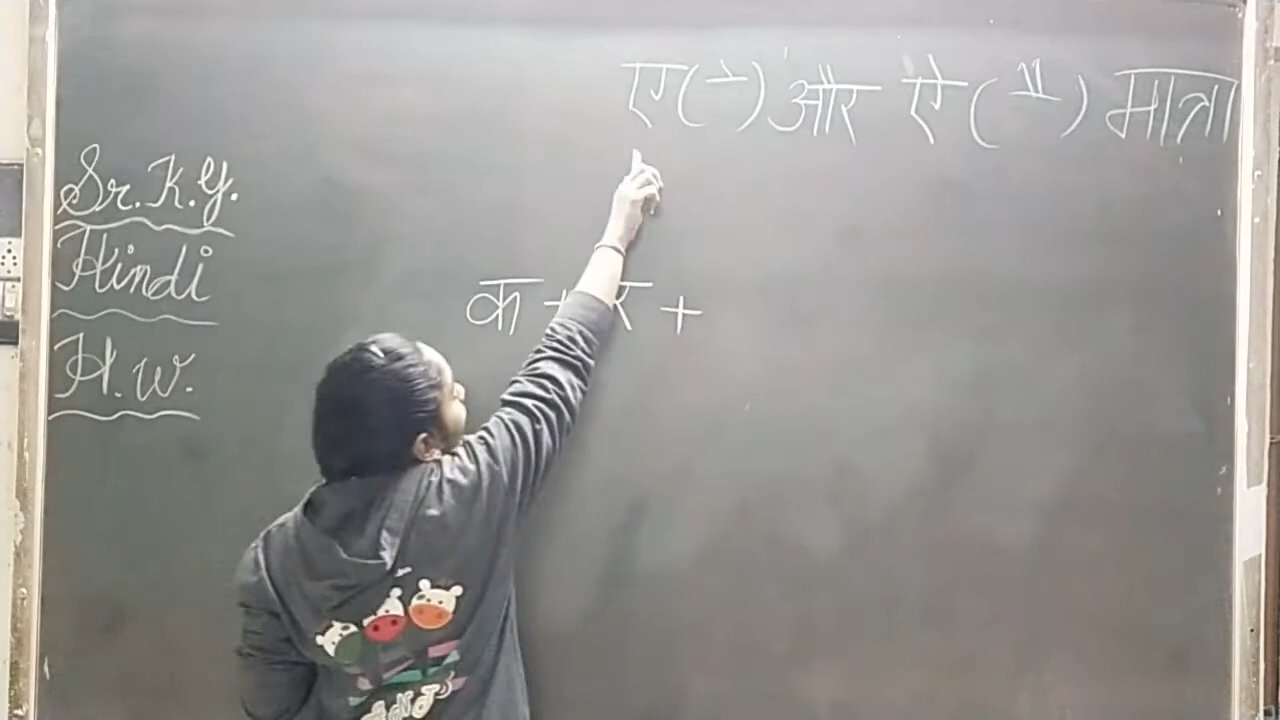 ए(े) और ऐ(ै) मात्रा
Sr. K.G.
Hindi
H.W.
क + र +